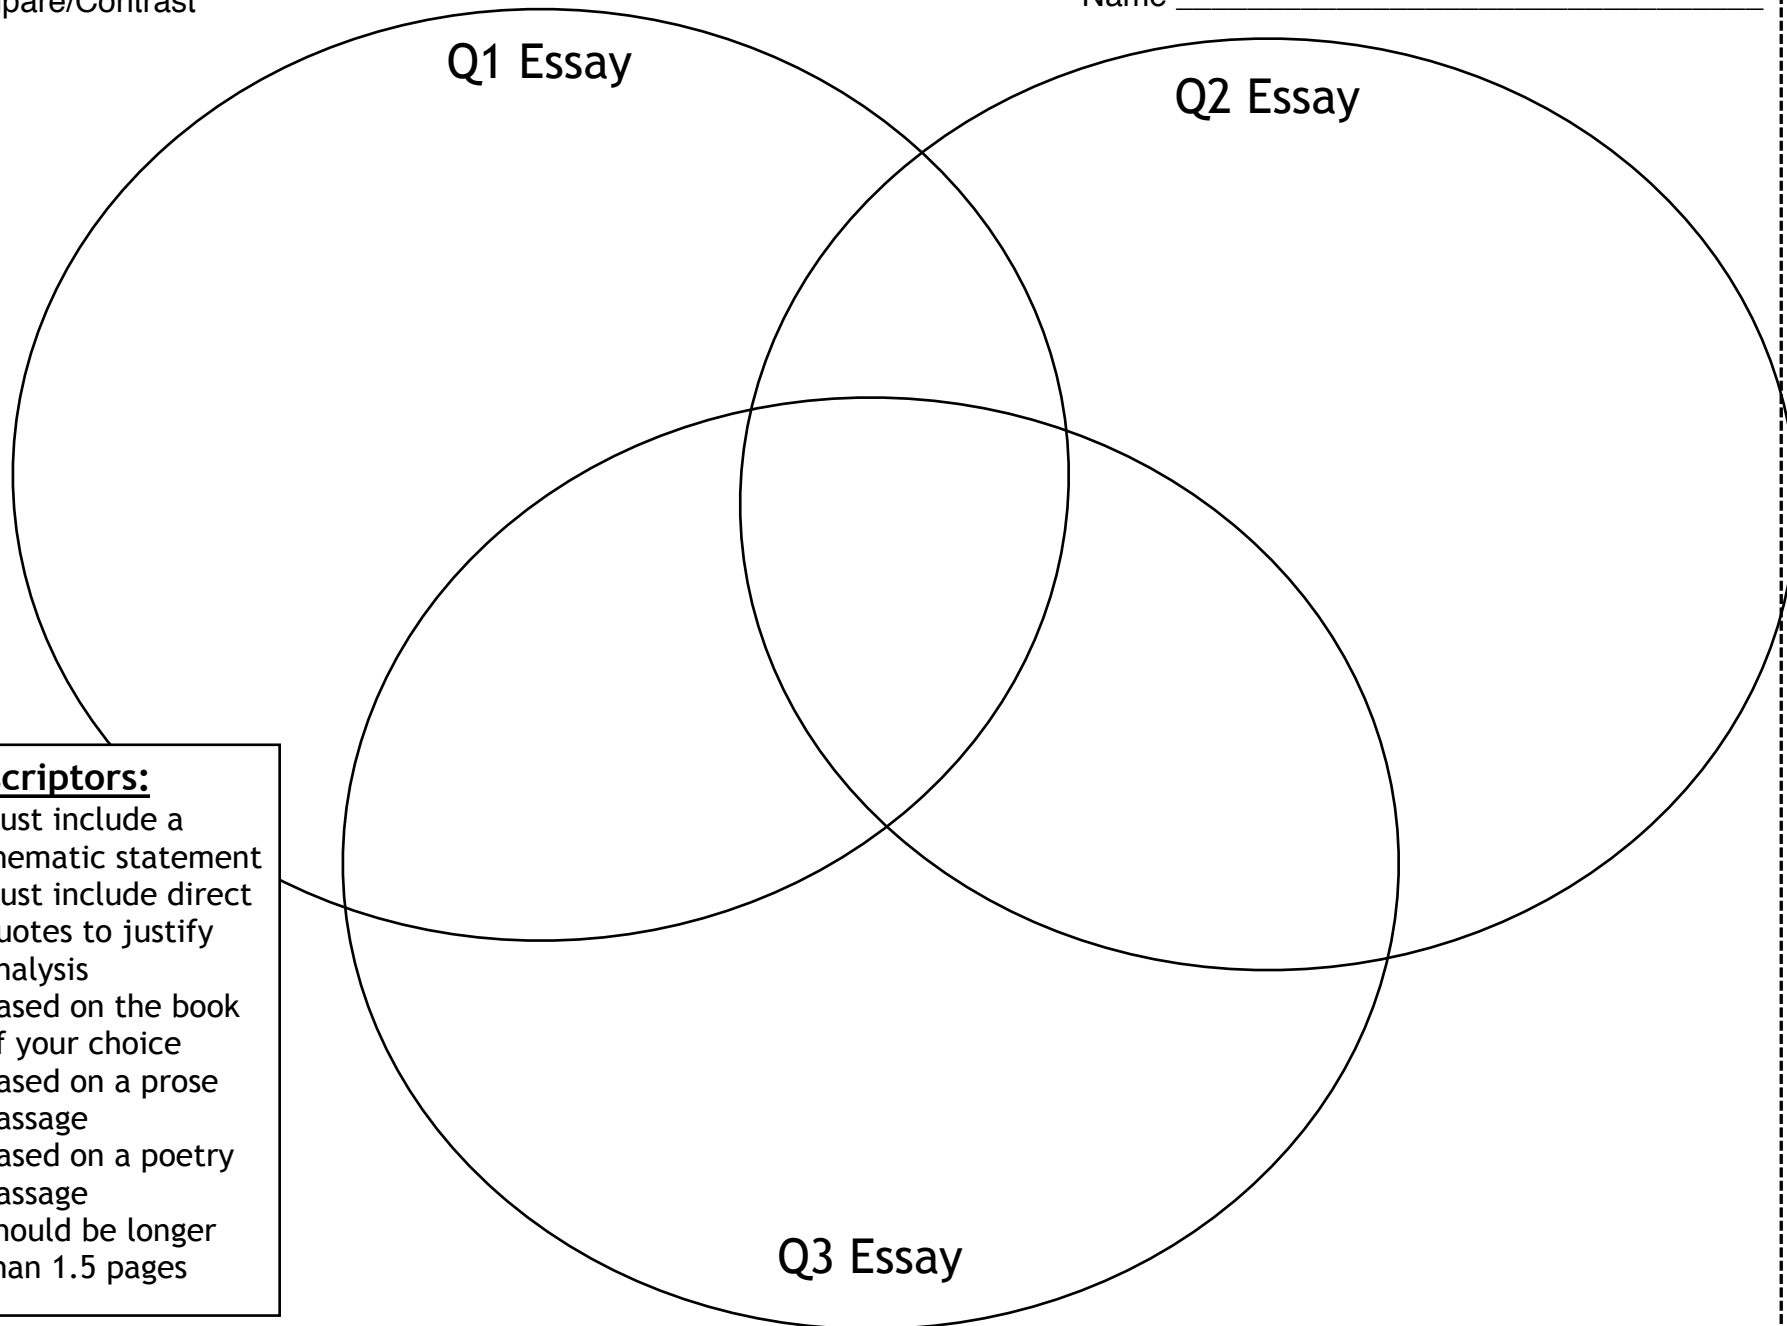 pare/Contrast
Name
Q1 Essay
Q2 Essay
criptors:
ust include a
hematic statement
ust include direct
uotes to justify
nalysis
ased on the book
f your choice
ased on a prose
assage
ased on a poetry
assage
hould be longer
han 1.5 pages
Q3 Essay